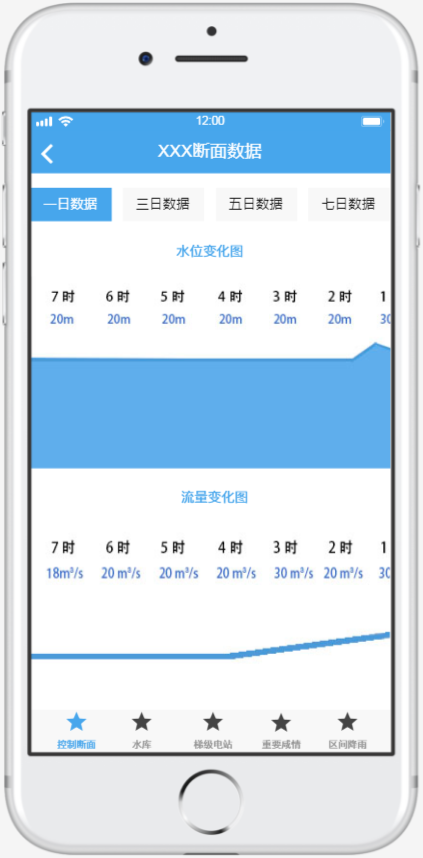 12:00
XXX断面数据
一日数据 三日数据 五日数据 七日数据
水位变化图
7 时 6 时 5 时 4 时 3 时 2 时 1
20m 20m 20m 20m 20m 20m 30
流量变化图
7 时 6 时 5 时 4 时 3 时 2 时 1
18m³/s 20 m³/s 20 m³/s 20 m³/s 30 m³/s 20 m³/s 30
控制断面 水库 梯级电站 重要咸情 区间降雨